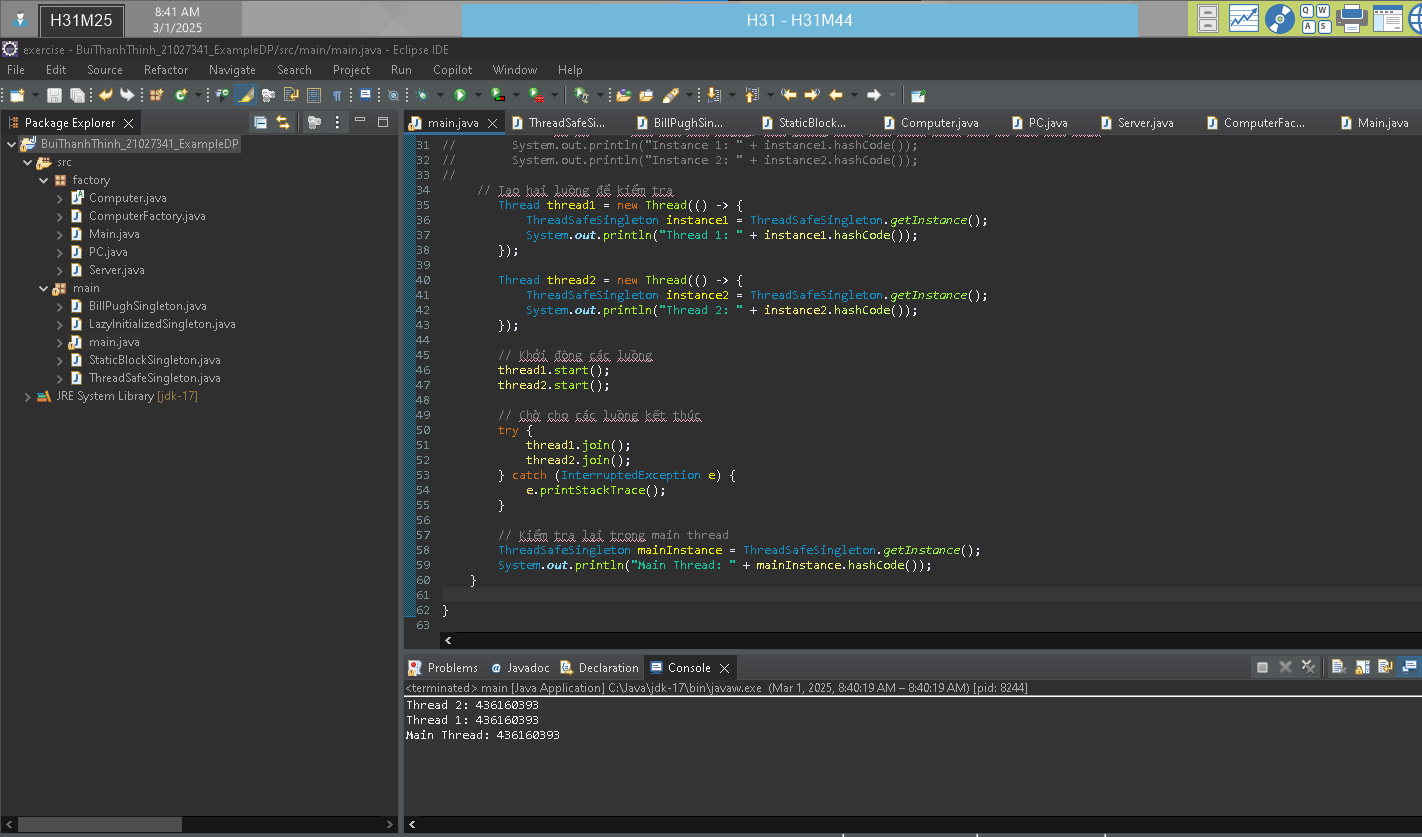 H31M25
8:41 AM
3/1/2025
H31 - H31M44
Q W
A S
exercise - BuiThanhThinh_21027341_ExampleDP/src/main/main.java - Eclipse IDE
File Edit Source Refactor Navigate Search Project Run Copilot Window Help
Package Explorer
BuiThanhThinh_21027341_ExampleDP
src
factory
Computer.java
ComputerFactory.java
Main.java
PC.java
Server.java
main
BillPughSingleton.java
LazyInitializedSingleton.java
main.java
StaticBlockSingleton.java
ThreadSafeSingleton.java
JRE System Library [jdk-17]
main.java ThreadSafeSi... BillPughSin... StaticBlock... Computer.java PC.java Server.java ComputerFac... Main.java
31 // System.out.println("Instance 1: " + instance1.hashCode());
32 // System.out.println("Instance 2: " + instance2.hashCode());
33 //
34 // Tạo hai luồng để kiểm tra
35 Thread thread1 = new Thread(() -> {
36 ThreadSafeSingleton instance1 = ThreadSafeSingleton.getInstance();
37 System.out.println("Thread 1: " + instance1.hashCode());
38 });
39
40 Thread thread2 = new Thread(() -> {
41 ThreadSafeSingleton instance2 = ThreadSafeSingleton.getInstance();
42 System.out.println("Thread 2: " + instance2.hashCode());
43 });
44
45 // Khởi động các luồng
46 thread1.start();
47 thread2.start();
48
49 // Chờ cho các luồng kết thúc
50 try {
51 thread1.join();
52 thread2.join();
53 } catch (InterruptedException e) {
54 e.printStackTrace();
55 }
56
57 // Kiểm tra lại trong main thread
58 ThreadSafeSingleton mainInstance = ThreadSafeSingleton.getInstance();
59 System.out.println("Main Thread: " + mainInstance.hashCode());
60 }
61
62 }
63
Problems Javadoc Declaration Console
<terminated> main [Java Application] C:\Java\jdk-17\bin\javaw.exe (Mar 1, 2025, 8:40:19 AM – 8:40:19 AM) [pid: 8244]
Thread 2: 436160393
Thread 1: 436160393
Main Thread: 436160393